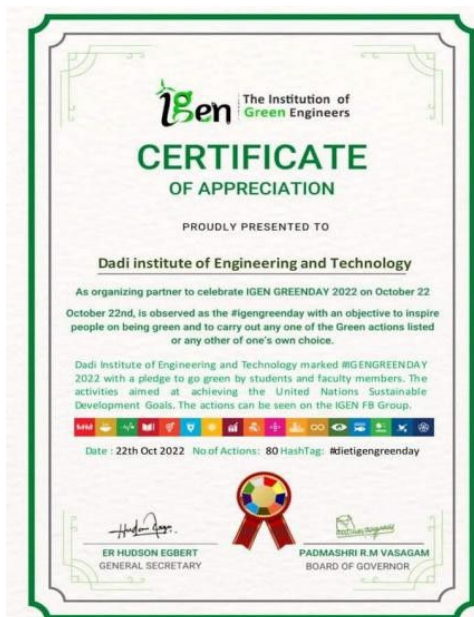 igen The Institution of
Green Engineers
CERTIFICATE
OF APPRECIATION
PROUDLY PRESENTED TO
Dadi institute of Engineering and Technology
As organizing partner to celebrate IGEN GREENDAY 2022 on October 22
October 22nd, is observed as the #igengreenday with an objective to inspire
people on being green and to carry out any one of the Green actions listed
or any other of one's own choice.
Dadi Institute of Engineering and Technology marked #IGENGREENDAY
2022 with a pledge to go green by students and faculty members. The
activities aimed at achieving the United Nations Sustainable
Development Goals. The actions can be seen on the IGEN FB Group.
Date : 22th Oct 2022 No of Actions: 80 HashTag: #dietigengreenday
ER HUDSON EGBERT
GENERAL SECRETARY
PADMASHRI R.M VASAGAM
BOARD OF GOVERNOR